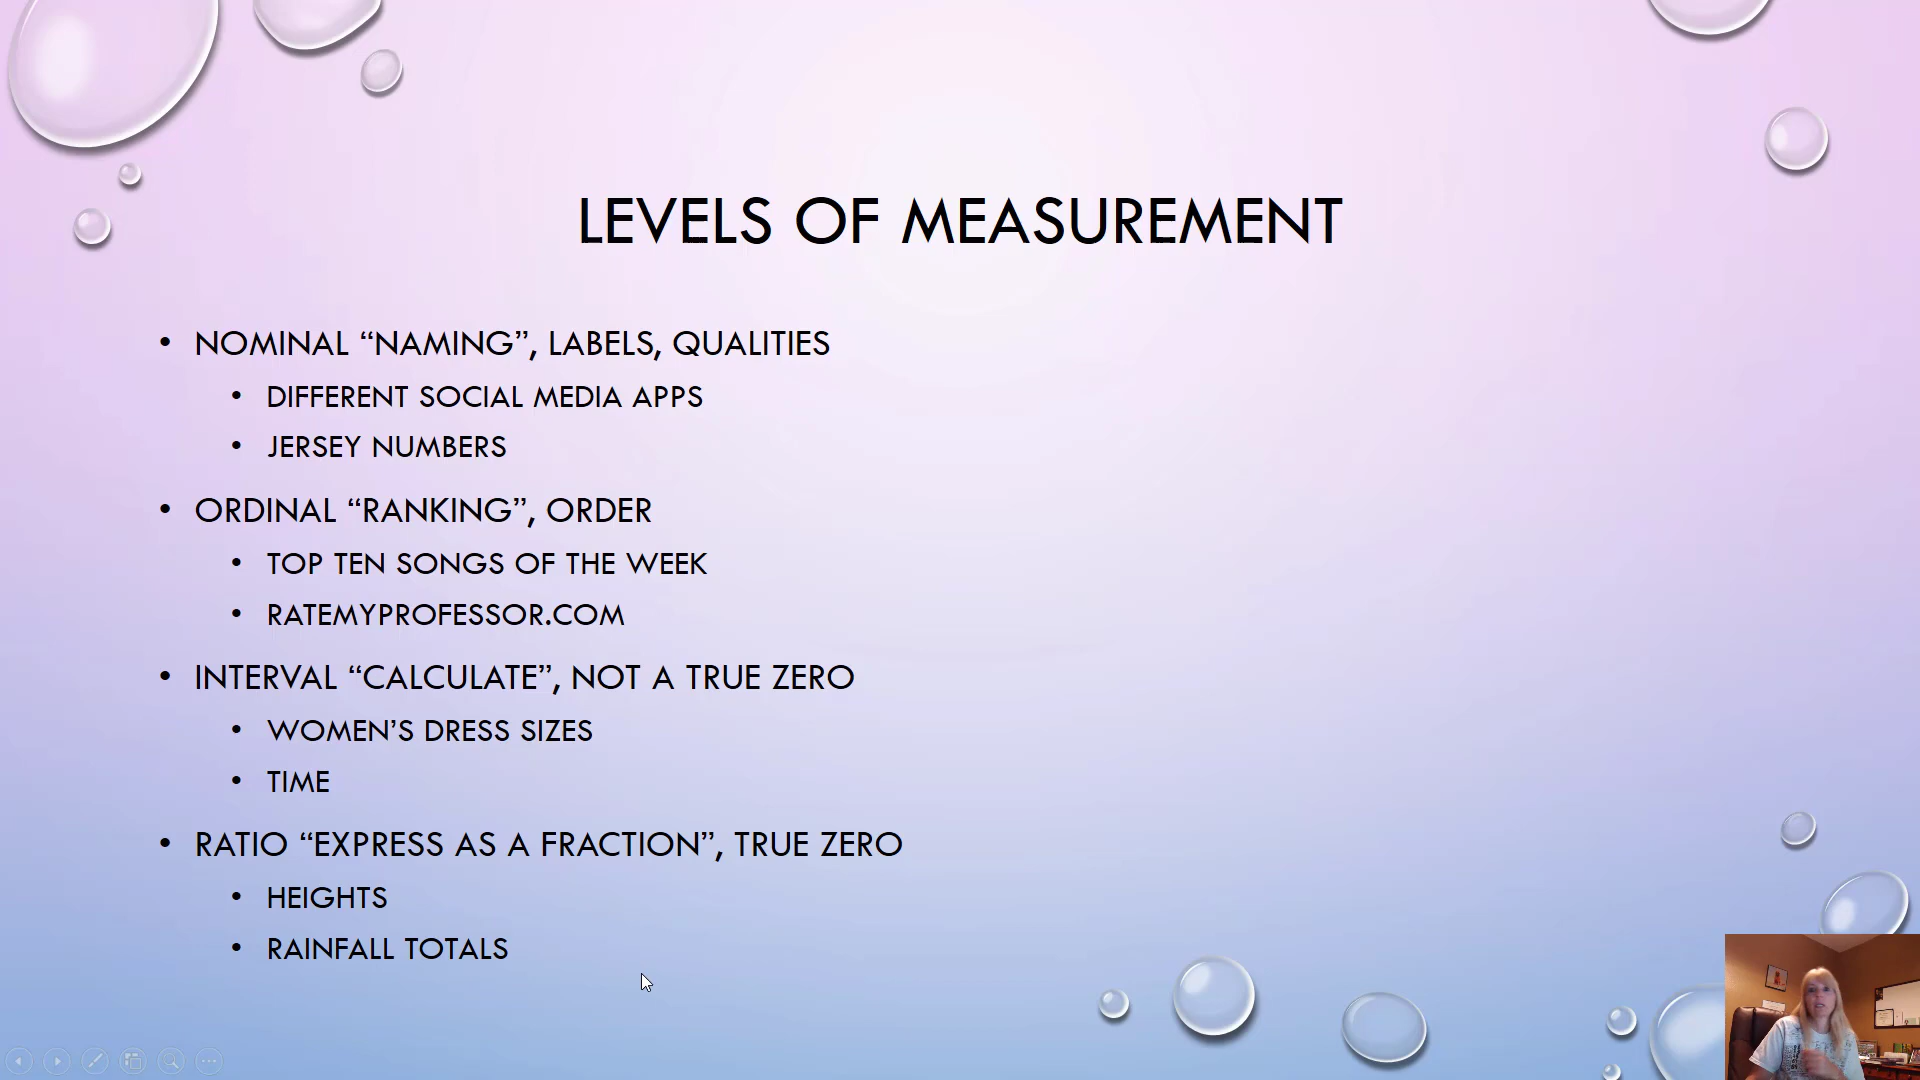 LEVELS OF MEASUREMENT
• NOMINAL “NAMING”, LABELS, QUALITIES
• DIFFERENT SOCIAL MEDIA APPS
• JERSEY NUMBERS
• ORDINAL “RANKING”, ORDER
• TOP TEN SONGS OF THE WEEK
• RATEMYPROFESSOR.COM
• INTERVAL “CALCULATE”, NOT A TRUE ZERO
• WOMEN’S DRESS SIZES
• TIME
• RATIO “EXPRESS AS A FRACTION”, TRUE ZERO
• HEIGHTS
• RAINFALL TOTALS